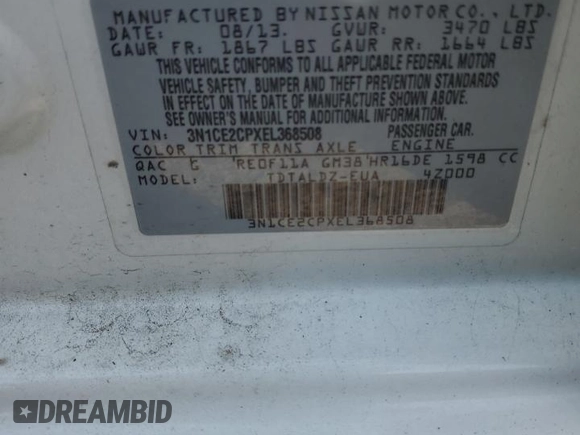 MANUFACTURED BY NISSAN MOTOR CO., LTD.
DATE: 08/13. GVWR: 3470 LBS
GAWR FR: 1867 LBS GAWR RR: 1664 LBS
THIS VEHICLE CONFORMS TO ALL APPLICABLE FEDERAL MOTOR
VEHICLE SAFETY, BUMPER AND THEFT PREVENTION STANDARDS
IN EFFECT ON THE DATE OF MANUFACTURE SHOWN ABOVE.
SEE OWNER'S MANUAL FOR ADDITIONAL INFORMATION.
VIN: 3N1CE2CPXEL368508 PASSENGER CAR.
COLOR TRIM TRANS AXLE ENGINE
QAC G RE0F11A GM38 HR16DE 1598 CC
TDTALDZ-EUA 4Z000
3N1CE2CPXEL368508
DREAMBID